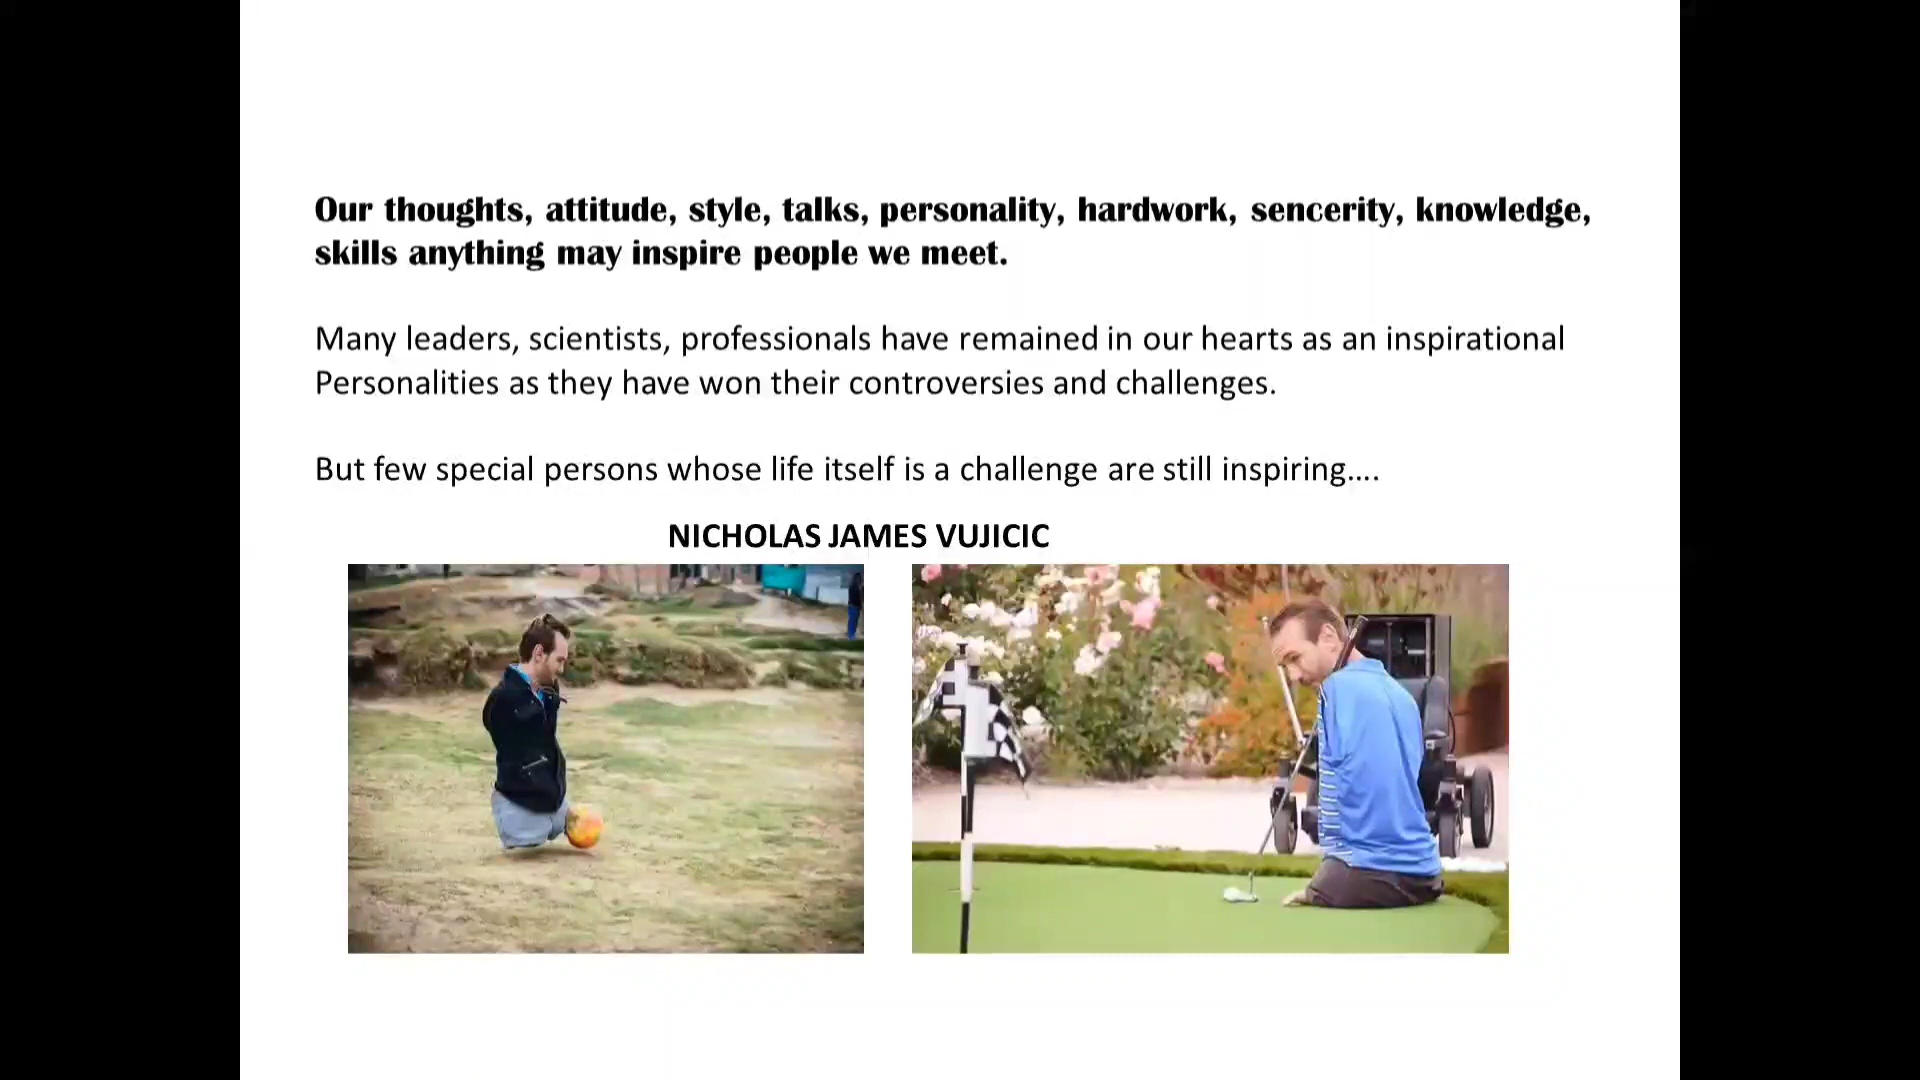 Our thoughts, attitude, style, talks, personality, hardwork, sencerity, knowledge,
skills anything may inspire people we meet.
Many leaders, scientists, professionals have remained in our hearts as an inspirational
Personalities as they have won their controversies and challenges.
But few special persons whose life itself is a challenge are still inspiring....
NICHOLAS JAMES VUJICIC